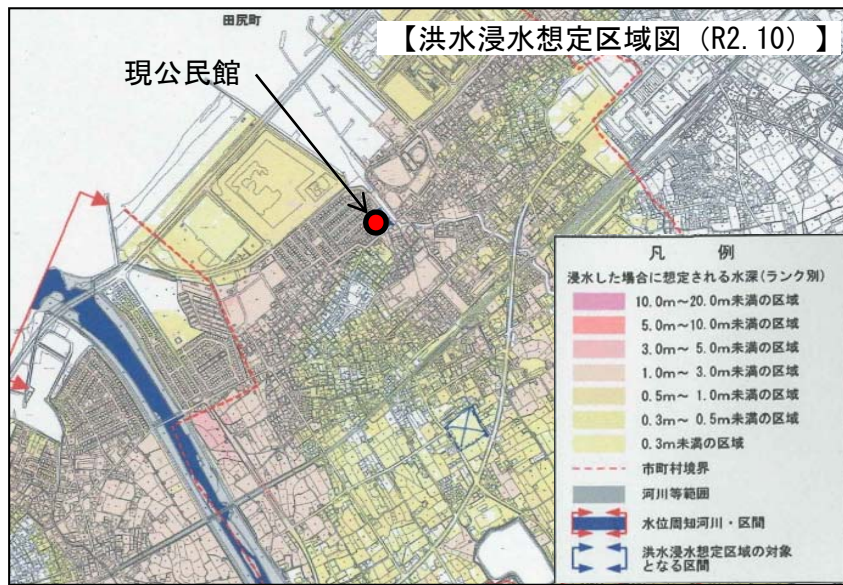 田尻町
【洪水浸水想定区域図（R2.10）】
現公民館
凡 例
浸水した場合に想定される水深(ランク別)
10.0m～20.0m未満の区域
5.0m～10.0m未満の区域
3.0m～ 5.0m未満の区域
1.0m～ 3.0m未満の区域
0.5m～ 1.0m未満の区域
0.3m～ 0.5m未満の区域
0.3m未満の区域
市町村境界
河川等範囲
水位周知河川・区間
洪水浸水想定区域の対象
となる区間